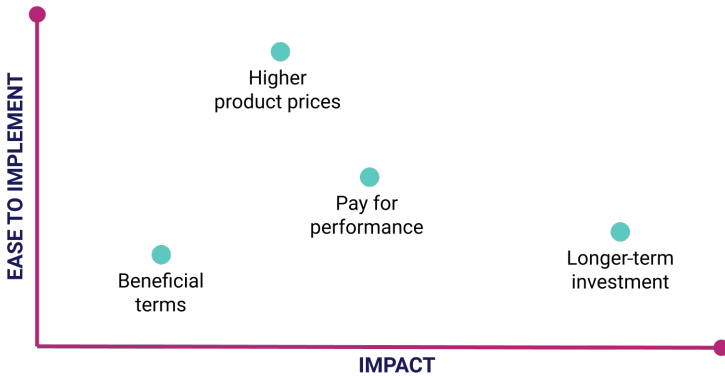 EASE TO IMPLEMENT
Higher
product prices
Pay for
performance
Beneficial
terms
Longer-term
investment
IMPACT